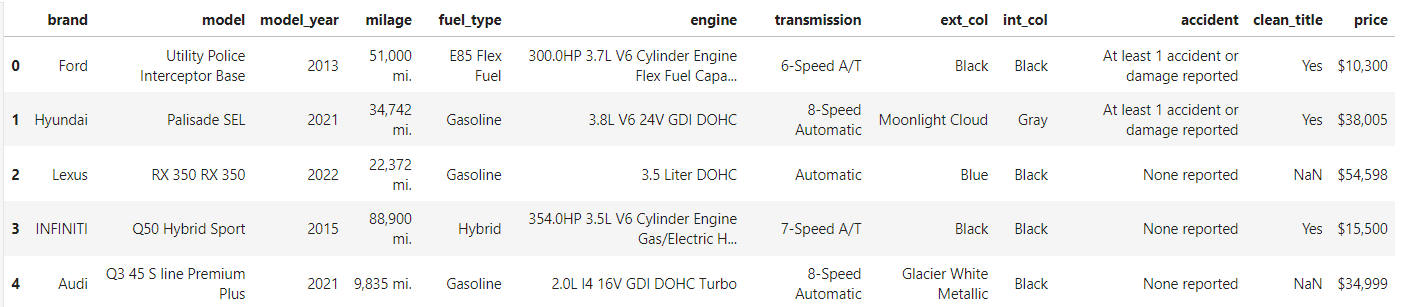 brand model model_year milage fuel_type engine transmission ext_col int_col accident clean_title price
0 Ford Utility Police Interceptor Base 2013 51,000 mi. E85 Flex Fuel 300.0HP 3.7L V6 Cylinder Engine Flex Fuel Capa... 6-Speed A/T Black Black At least 1 accident or damage reported Yes $10,300
1 Hyundai Palisade SEL 2021 34,742 mi. Gasoline 3.8L V6 24V GDI DOHC 8-Speed Automatic Moonlight Cloud Gray At least 1 accident or damage reported Yes $38,005
2 Lexus RX 350 RX 350 2022 22,372 mi. Gasoline 3.5 Liter DOHC Automatic Blue Black None reported NaN $54,598
3 INFINITI Q50 Hybrid Sport 2015 88,900 mi. Hybrid 354.0HP 3.5L V6 Cylinder Engine Gas/Electric H... 7-Speed A/T Black Black None reported Yes $15,500
4 Audi Q3 45 S line Premium Plus 2021 9,835 mi. Gasoline 2.0L I4 16V GDI DOHC Turbo 8-Speed Automatic Glacier White Metallic Black None reported NaN $34,999